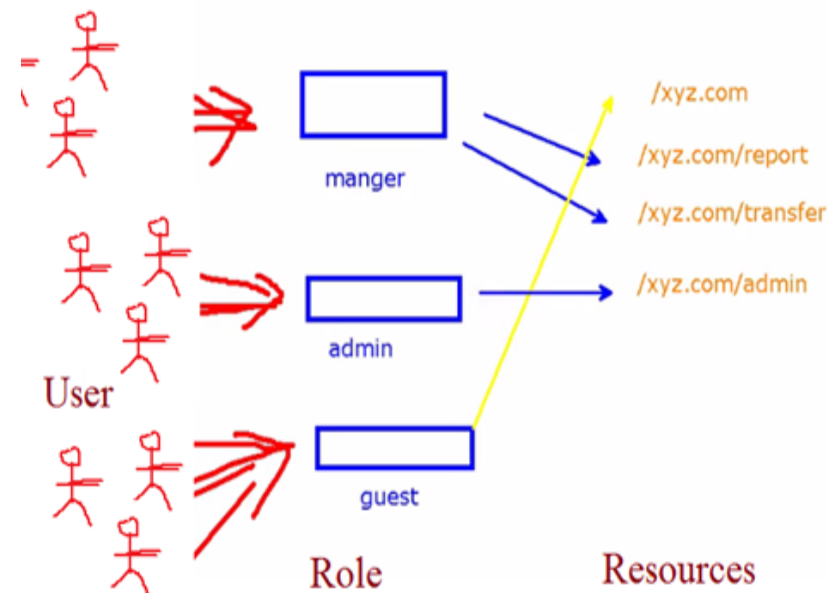 /xyz.com
/xyz.com/report
manger
/xyz.com/transfer
/xyz.com/admin
admin
User
guest
Role
Resources